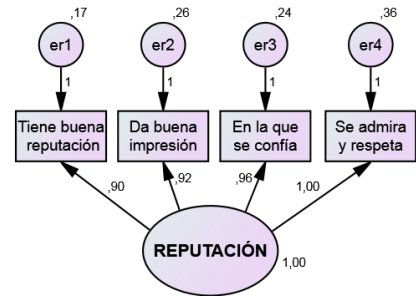 ,17
,26
,24
,36
er1
er2
er3
er4
1
1
1
1
Tiene buena
reputación
Da buena
impresión
En la que
se confía
Se admira
y respeta
,90
,92
,96
1,00
REPUTACIÓN
1,00